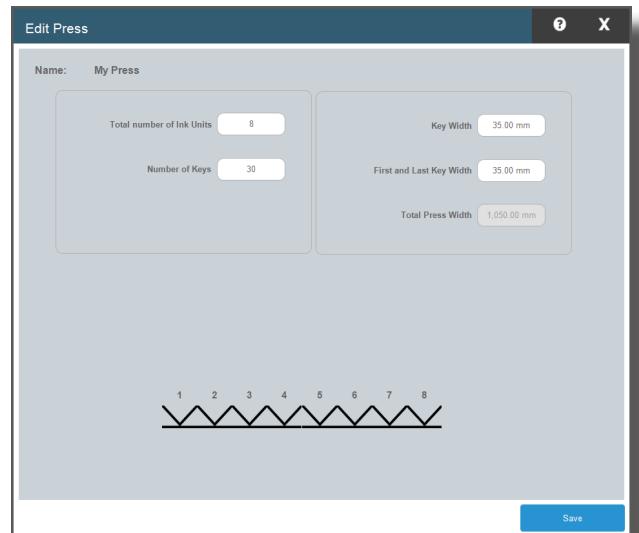 Edit Press
? X
Name: My Press
Total number of Ink Units 8
Number of Keys 30
Key Width 35.00 mm
First and Last Key Width 35.00 mm
Total Press Width 1,050.00 mm
1 2 3 4 5 6 7 8
Save